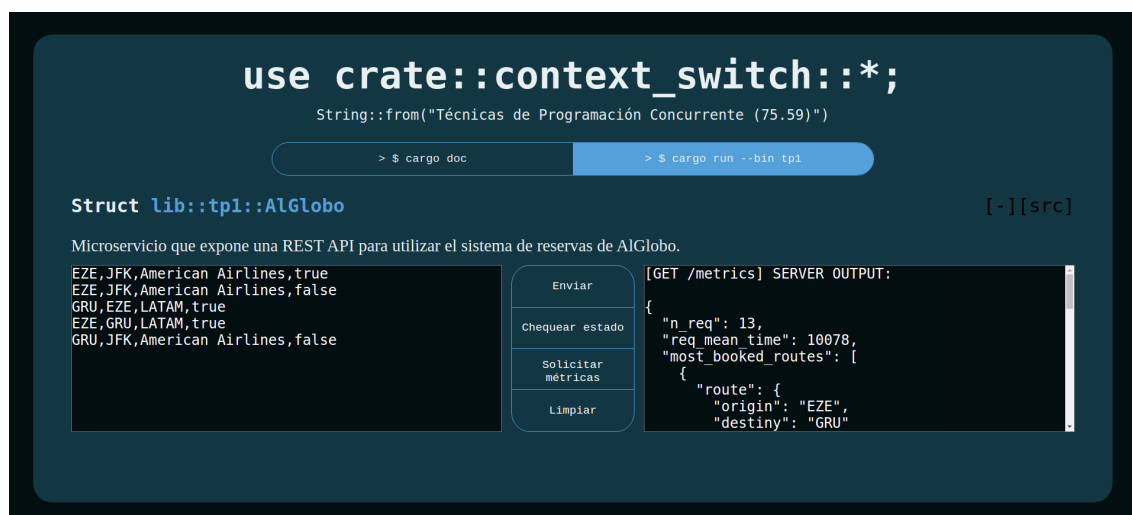 use crate::context_switch::*;
String::from("Técnicas de Programación Concurrente (75.59)")
> $ cargo doc
> $ cargo run --bin tp1
Struct lib::tp1::AlGlobo
[-][src]
Microservicio que expone una REST API para utilizar el sistema de reservas de AlGlobo.
EZE,JFK,American Airlines,true
EZE,JFK,American Airlines,false
GRU,EZE,LATAM,true
EZE,GRU,LATAM,true
GRU,JFK,American Airlines,false
Enviar
Chequear estado
Solicitar
métricas
Limpiar
[GET /metrics] SERVER OUTPUT:
{
"n_req": 13,
"req_mean_time": 10078,
"most_booked_routes": [
{
"route": {
"origin": "EZE",
"destiny": "GRU"